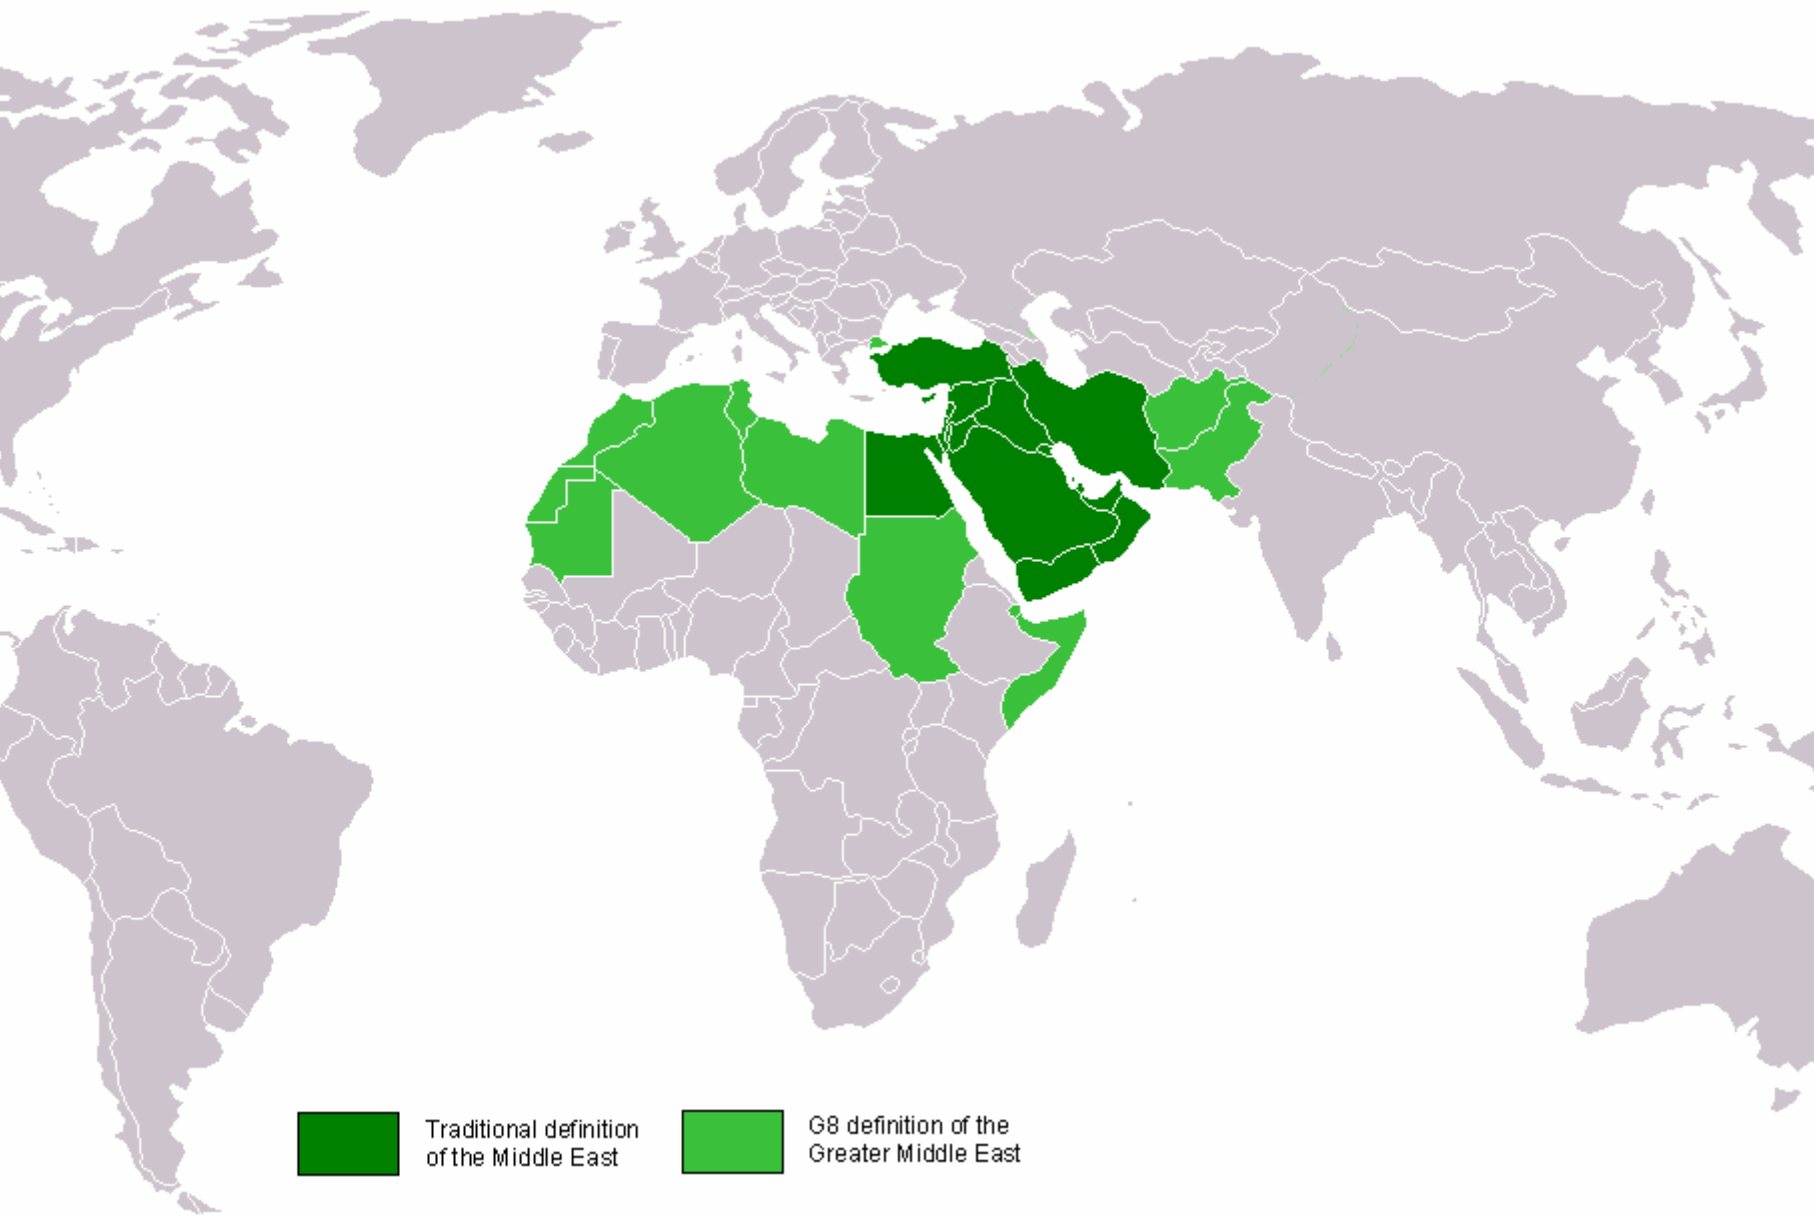 Traditional definition
of the Middle East
G8 definition of the
Greater Middle East